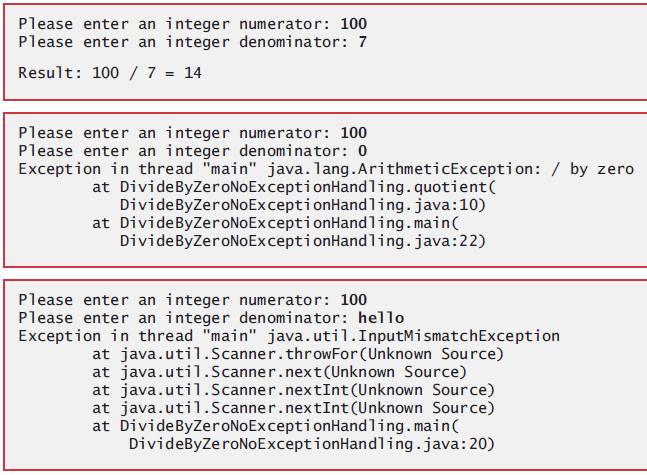 Please enter an integer numerator: 100
Please enter an integer denominator: 7
Result: 100 / 7 = 14
Please enter an integer numerator: 100
Please enter an integer denominator: 0
Exception in thread "main" java.lang.ArithmeticException: / by zero
at DivideByZeroNoExceptionHandling.quotient(
DivideByZeroNoExceptionHandling.java:10)
at DivideByZeroNoExceptionHandling.main(
DivideByZeroNoExceptionHandling.java:22)
Please enter an integer numerator: 100
Please enter an integer denominator: hello
Exception in thread "main" java.util.InputMismatchException
at java.util.Scanner.throwFor(Unknown Source)
at java.util.Scanner.next(Unknown Source)
at java.util.Scanner.nextInt(Unknown Source)
at java.util.Scanner.nextInt(Unknown Source)
at DivideByZeroNoExceptionHandling.main(
DivideByZeroNoExceptionHandling.java:20)